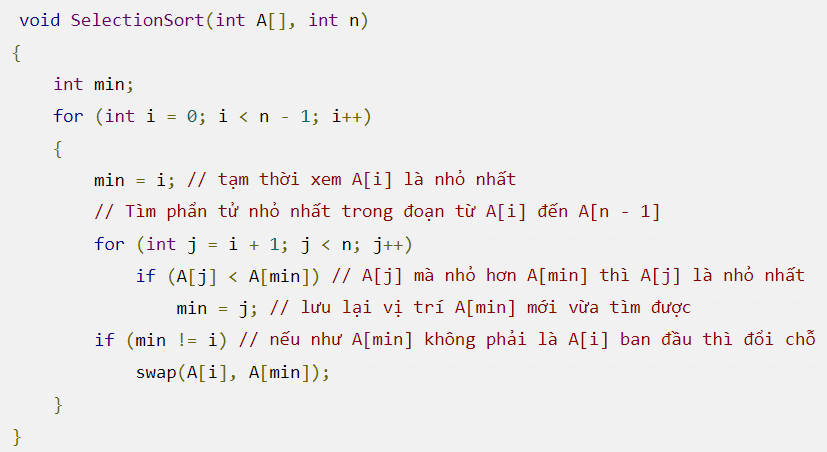 void SelectionSort(int A[], int n)
{
    int min;
    for (int i = 0; i < n - 1; i++)
    {
        min = i; // tạm thời xem A[i] là nhỏ nhất
        // Tìm phẩn tử nhỏ nhất trong đoạn từ A[i] đến A[n - 1]
        for (int j = i + 1; j < n; j++)
            if (A[j] < A[min]) // A[j] mà nhỏ hơn A[min] thì A[j] là nhỏ nhất
                min = j; // lưu lại vị trí A[min] mới vừa tìm được
        if (min != i) // nếu như A[min] không phải là A[i] ban đầu thì đổi chỗ
            swap(A[i], A[min]);
    }
}